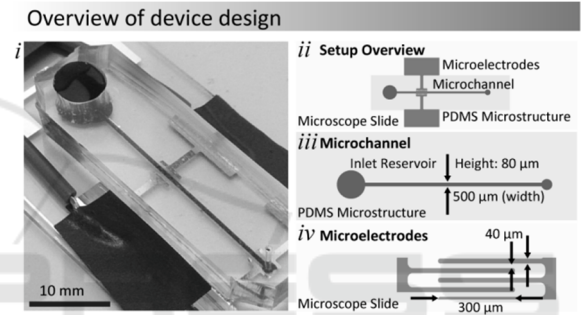 Overview of device design
i
10 mm
ii Setup Overview
Microelectrodes
Microchannel
Microscope Slide
PDMS Microstructure
iii Microchannel
Inlet Reservoir
Height: 80 μm
500 μm (width)
PDMS Microstructure
iv Microelectrodes
40 μm
Microscope Slide
300 μm